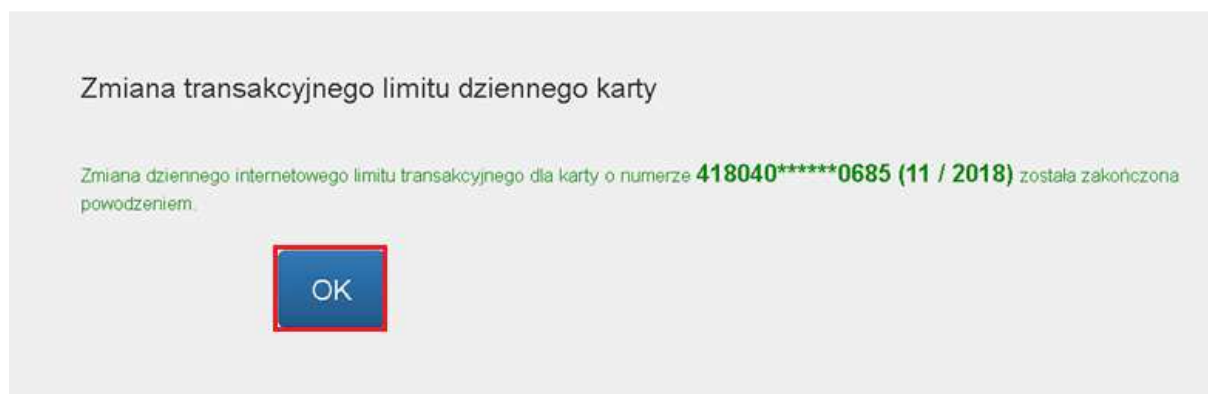 Zmiana transakcyjnego limitu dziennego karty
Zmiana dziennego internetowego limitu transakcyjnego dla karty o numerze 418040******0685 (11 / 2018) została zakończona
powodzeniem.
OK